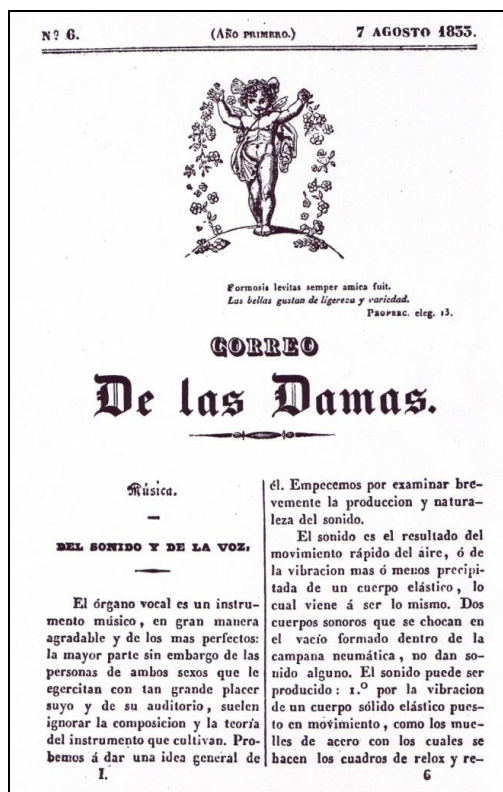 Nº 6.
(AÑO PRIMERO.)
7 AGOSTO 1833.
Formosis levitas semper amica fuit.
Las bellas gustan de ligereza y variedad.
PROPERC. eleg. 13.
CORREO
De las Damas.
Música.
DEL SONIDO Y DE LA VOZ,
El órgano vocal es un instru-
mento músico, en gran manera
agradable y de los mas perfectos:
la mayor parte sin embargo de las
personas de ambos sexos que le
egercitan con tan grande placer
suyo y de su auditorio, suelen
ignorar la composicion y la teoría
del instrumento que cultivan. Pro-
bemos á dar una idea general de
I.
él. Empecemos por examinar bre-
vemente la produccion y natura-
leza del sonido.
El sonido es el resultado del
movimiento rápido del aire, ó de
la vibracion mas ó menos precipi-
tada de un cuerpo elástico, lo
cual viene á ser lo mismo. Dos
cuerpos sonoros que se chocan en
el vacío formado dentro de la
campana neumática, no dan so-
nido alguno. El sonido puede ser
producido: 1.º por la vibracion
de un cuerpo sólido elástico pues-
to en movimiento, como los mue-
lles de acero con los cuales se
hacen los cuadros de relox y re-
6